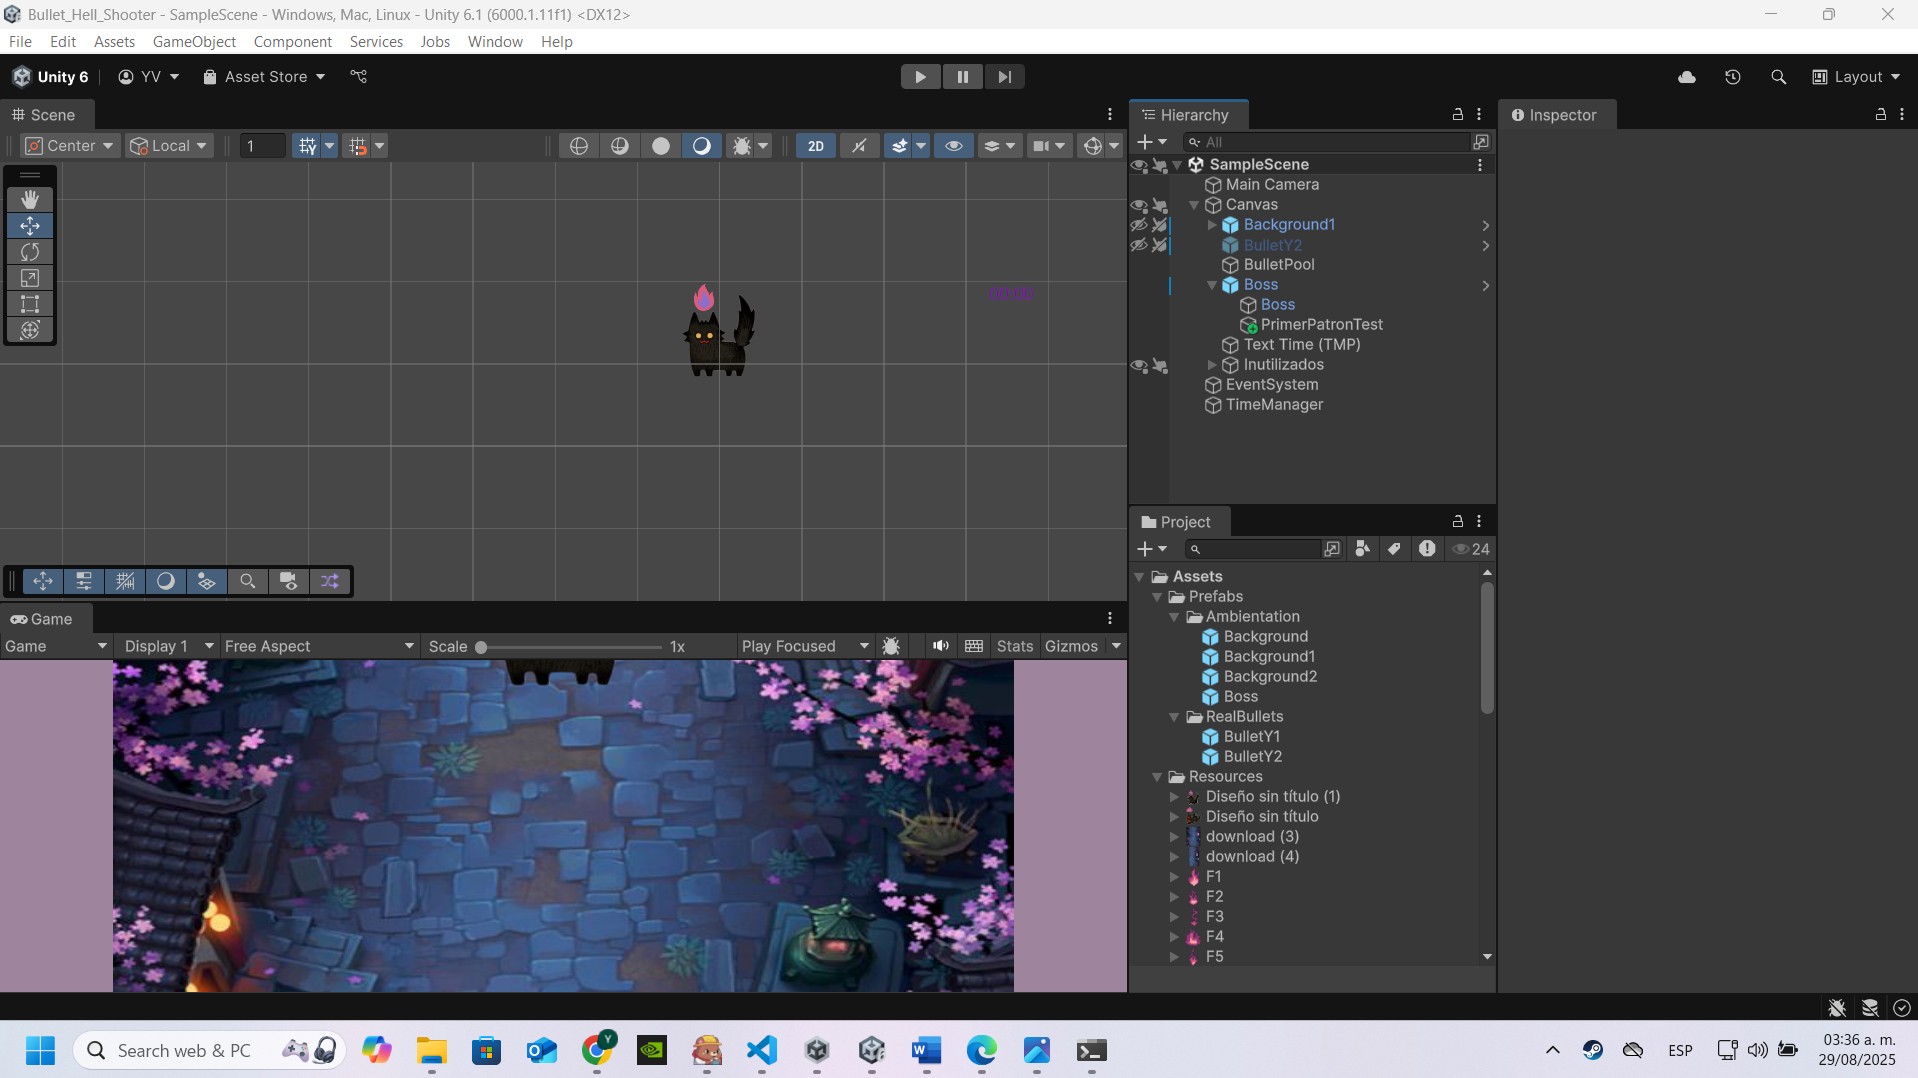 Bullet_Hell_Shooter - SampleScene - Windows, Mac, Linux - Unity 6.1 (6000.1.11f1) <DX12>
File Edit Assets GameObject Component Services Jobs Window Help
Unity 6 YV Asset Store Layout
Scene
Center Local 1 2D
Hierarchy
All
SampleScene
Main Camera
Canvas
Background1
BulletY2
BulletPool
Boss
Boss
PrimerPatronTest
Text Time (TMP)
Inutilizados
EventSystem
TimeManager
Inspector
Project
24
Assets
Prefabs
Ambientation
Background
Background1
Background2
Boss
RealBullets
BulletY1
BulletY2
Resources
Diseño sin título (1)
Diseño sin título
download (3)
download (4)
F1
F2
F3
F4
F5
Game
Game Display 1 Free Aspect Scale 1x Play Focused Stats Gizmos
Search web & PC
Y
ESP
03:36 a. m.
29/08/2025